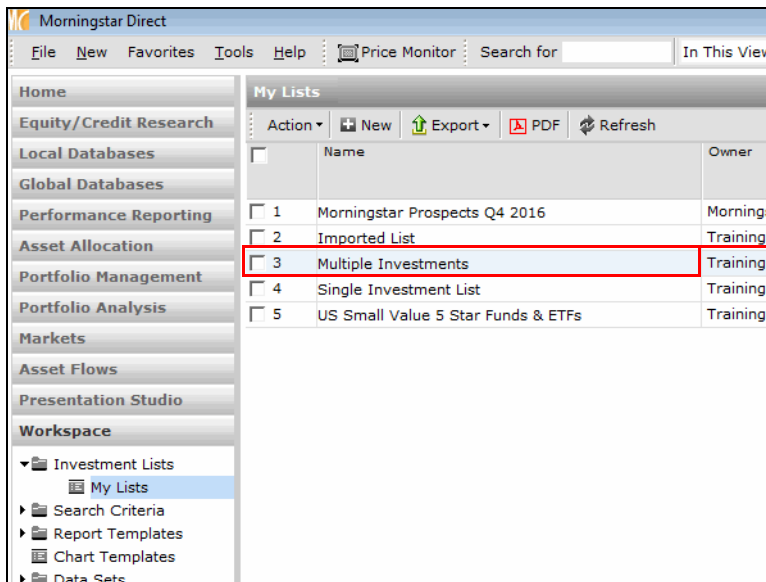 Morningstar Direct
File New Favorites Tools Help Price Monitor Search for In This View
Home
Equity/Credit Research
Local Databases
Global Databases
Performance Reporting
Asset Allocation
Portfolio Management
Portfolio Analysis
Markets
Asset Flows
Presentation Studio
Workspace
Investment Lists
My Lists
Search Criteria
Report Templates
Chart Templates
Data Sets
My Lists
Action New Export PDF Refresh
Name Owner
1 Morningstar Prospects Q4 2016 Mornings
2 Imported List Training
3 Multiple Investments Training
4 Single Investment List Training
5 US Small Value 5 Star Funds & ETFs Training